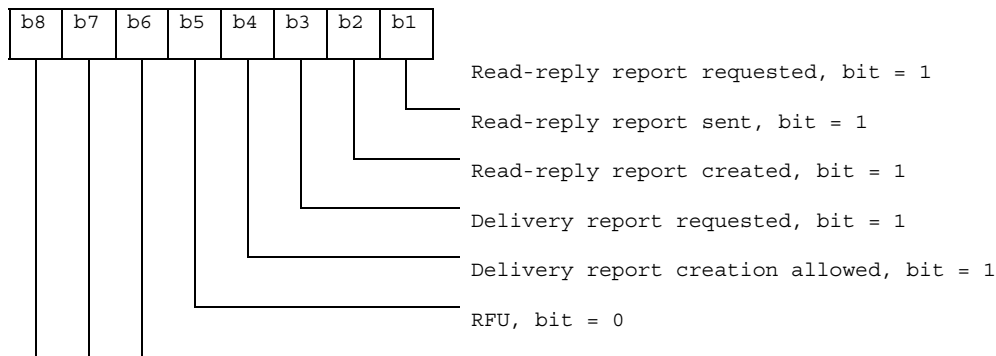 b8 b7 b6 b5 b4 b3 b2 b1
Read-reply report requested, bit = 1
Read-reply report sent, bit = 1
Read-reply report created, bit = 1
Delivery report requested, bit = 1
Delivery report creation allowed, bit = 1
RFU, bit = 0